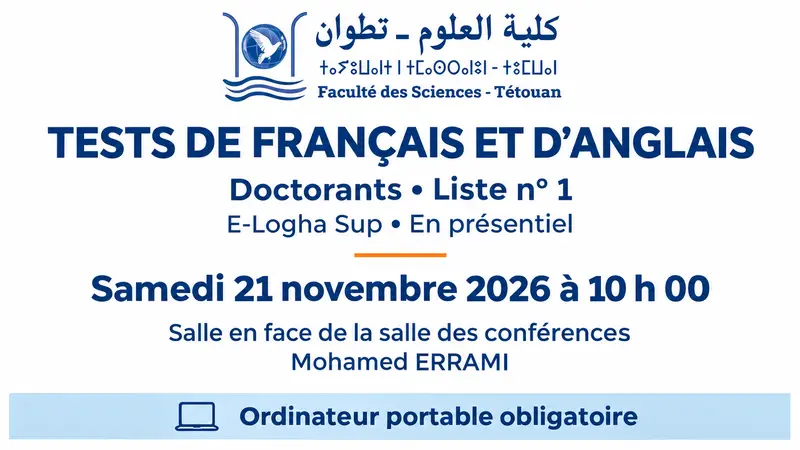 كلية العلوم - تطوان
ⵜⴰⵖⵉⵡⴰⵏⵜ ⵏ ⵜⵎⴰⵙⵙⴰⵏⵉⵏ - ⵜⵉⵟⵟⴰⵡⵉⵏ
Faculté des Sciences - Tétouan
TESTS DE FRANÇAIS ET D’ANGLAIS
Doctorants • Liste n° 1
E-Logha Sup • En présentiel
Samedi 21 novembre 2026 à 10 h 00
Salle en face de la salle des conférences
Mohamed ERRAMI
Ordinateur portable obligatoire